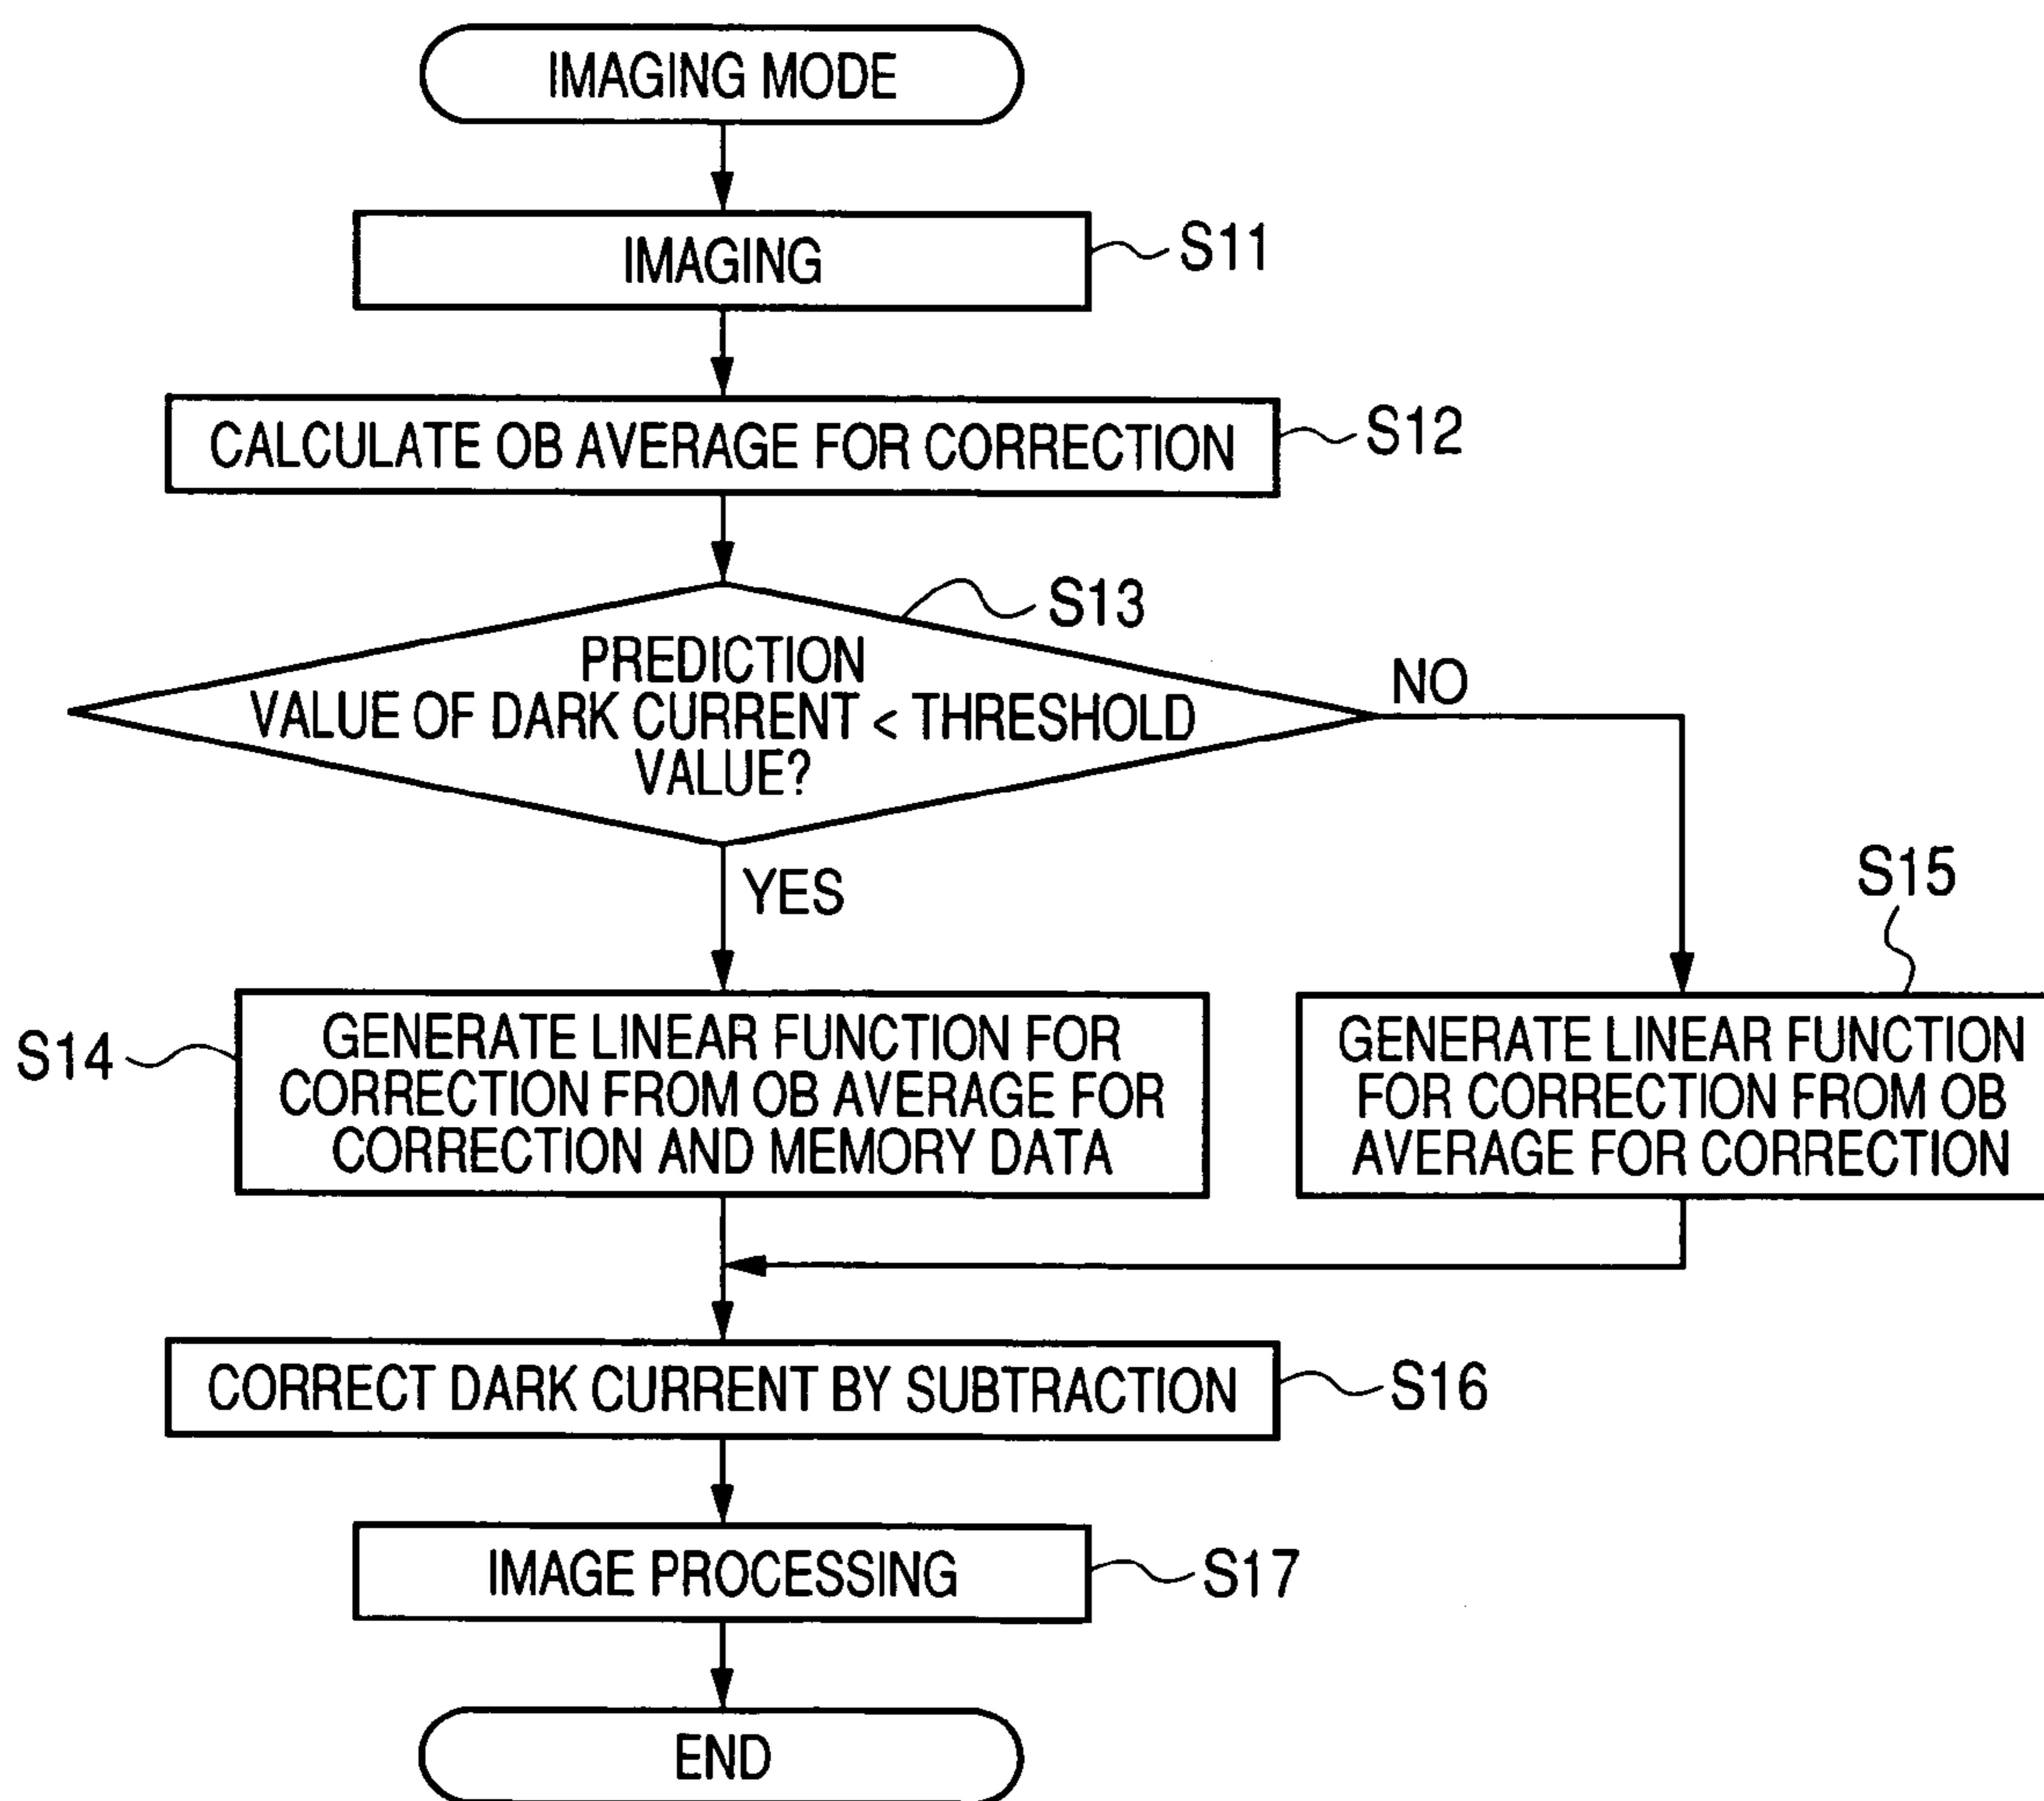 IMAGING MODE
IMAGING
S11
CALCULATE OB AVERAGE FOR CORRECTION
S12
S13
PREDICTION
VALUE OF DARK CURRENT < THRESHOLD
VALUE?
NO
YES
S14
GENERATE LINEAR FUNCTION FOR
CORRECTION FROM OB AVERAGE FOR
CORRECTION AND MEMORY DATA
S15
GENERATE LINEAR FUNCTION
FOR CORRECTION FROM OB
AVERAGE FOR CORRECTION
CORRECT DARK CURRENT BY SUBTRACTION
S16
IMAGE PROCESSING
S17
END